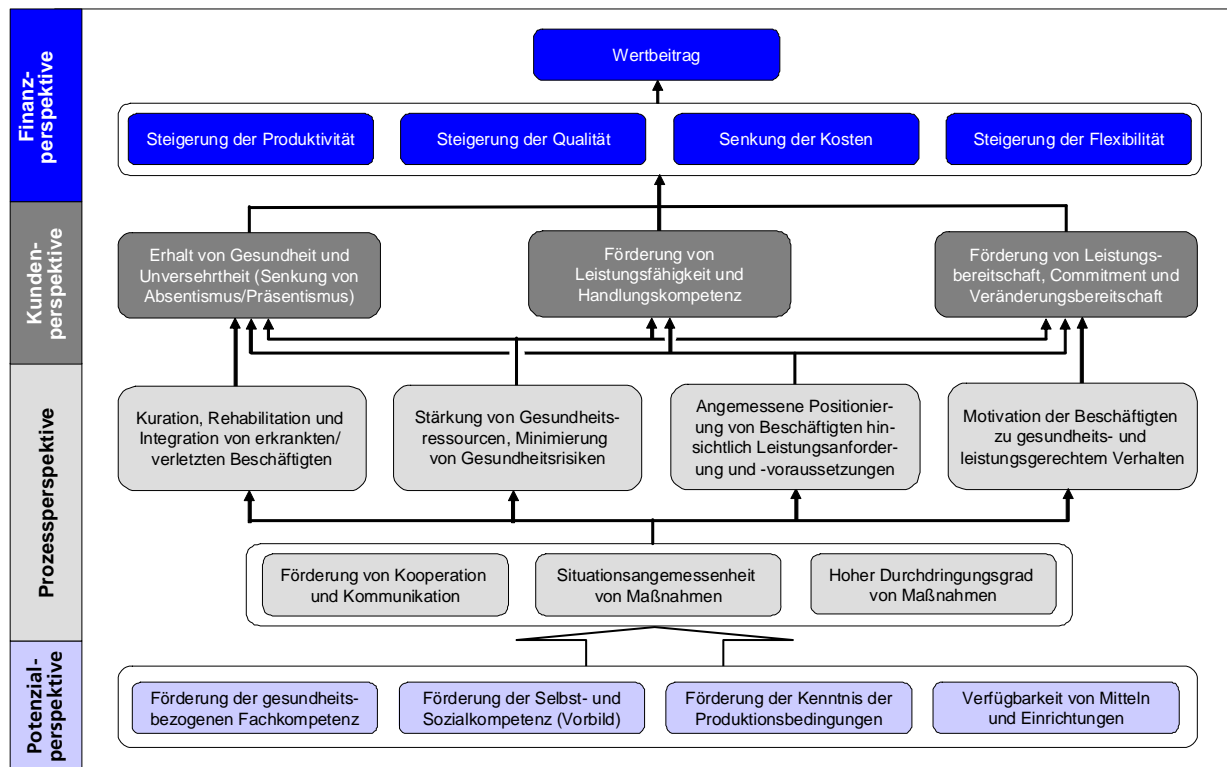 Finanz-
perspektive
Wertbeitrag
Steigerung der Produktivität
Steigerung der Qualität
Senkung der Kosten
Steigerung der Flexibilität
Kunden-
perspektive
Erhalt von Gesundheit und
Unversehrtheit (Senkung von
Absentismus/Präsentismus)
Förderung von
Leistungsfähigkeit und
Handlungskompetenz
Förderung von Leistungs-
bereitschaft, Commitment und
Veränderungsbereitschaft
Prozessperspektive
Kuration, Rehabilitation und
Integration von erkrankten/
verletzten Beschäftigten
Stärkung von Gesundheits-
ressourcen, Minimierung
von Gesundheitsrisiken
Angemessene Positionier-
ung von Beschäftigten hin-
sichtlich Leistungsanforder-
ung und -voraussetzungen
Motivation der Beschäftigten
zu gesundheits- und
leistungsgerechtem Verhalten
Förderung von Kooperation
und Kommunikation
Situationsangemessenheit
von Maßnahmen
Hoher Durchdringungsgrad
von Maßnahmen
Potenzial-
perspektive
Förderung der gesundheits-
bezogenen Fachkompetenz
Förderung der Selbst- und
Sozialkompetenz (Vorbild)
Förderung der Kenntnis der
Produktionsbedingungen
Verfügbarkeit von Mitteln
und Einrichtungen